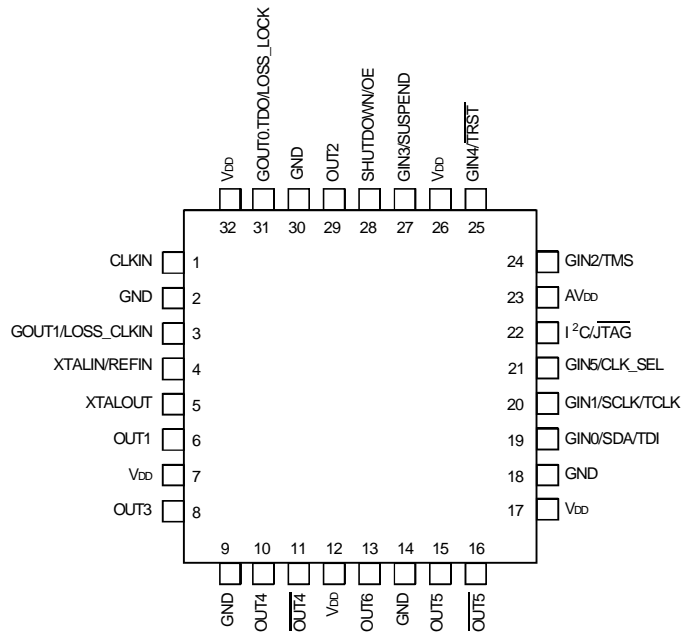 VDD
GOUT0.TDO/LOSS_LOCK
GND
OUT2
SHUTDOWN/OE
GIN3/SUSPEND
VDD
GIN4/TRST
32 31 30 29 28 27 26 25
CLKIN 1
GND 2
GOUT1/LOSS_CLKIN 3
XTALIN/REFIN 4
XTALOUT 5
OUT1 6
VDD 7
OUT3 8
24 GIN2/TMS
23 AVDD
22 I²C/JTAG
21 GIN5/CLK_SEL
20 GIN1/SCLK/TCLK
19 GIN0/SDA/TDI
18 GND
17 VDD
9 10 11 12 13 14 15 16
GND
OUT4
OUT4
VDD
OUT6
GND
OUT5
OUT5